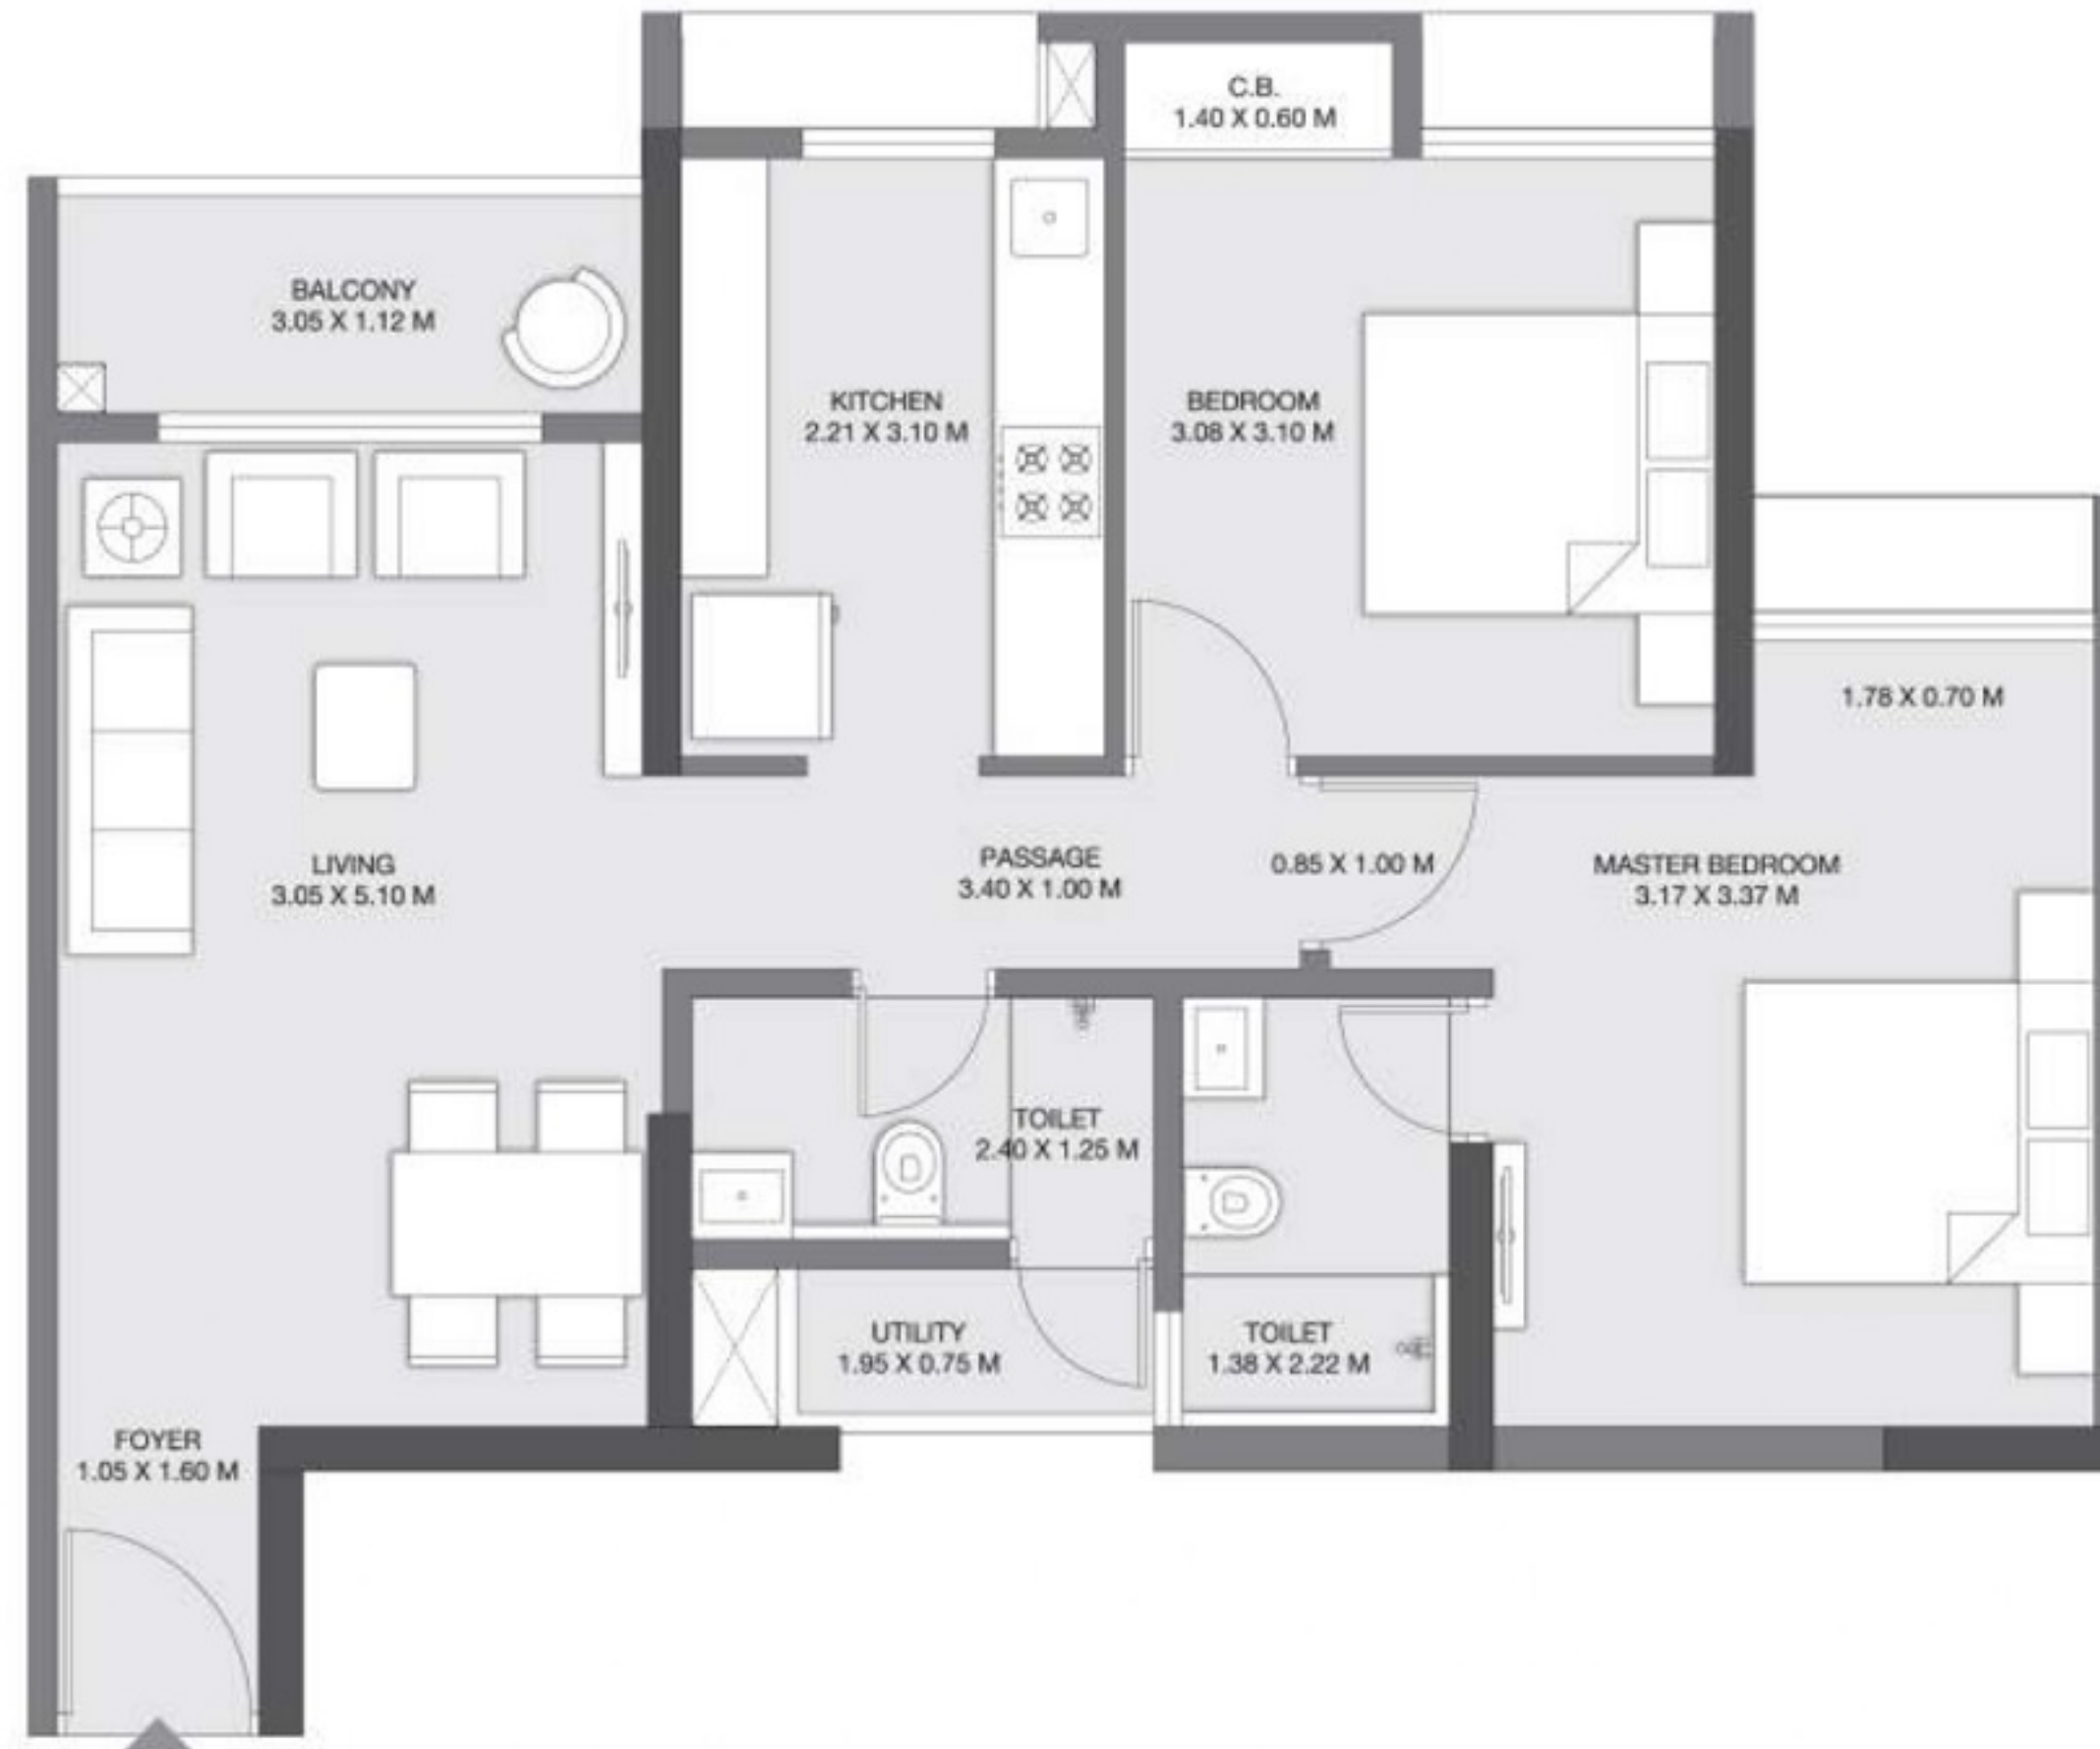 C.B.
1.40 X 0.60 M
BALCONY
3.05 X 1.12 M
KITCHEN
2.21 X 3.10 M
BEDROOM
3.08 X 3.10 M
1.78 X 0.70 M
LIVING
3.05 X 5.10 M
PASSAGE
3.40 X 1.00 M
0.85 X 1.00 M
MASTER BEDROOM
3.17 X 3.37 M
TOILET
2.40 X 1.25 M
UTILITY
1.95 X 0.75 M
TOILET
1.38 X 2.22 M
FOYER
1.05 X 1.60 M